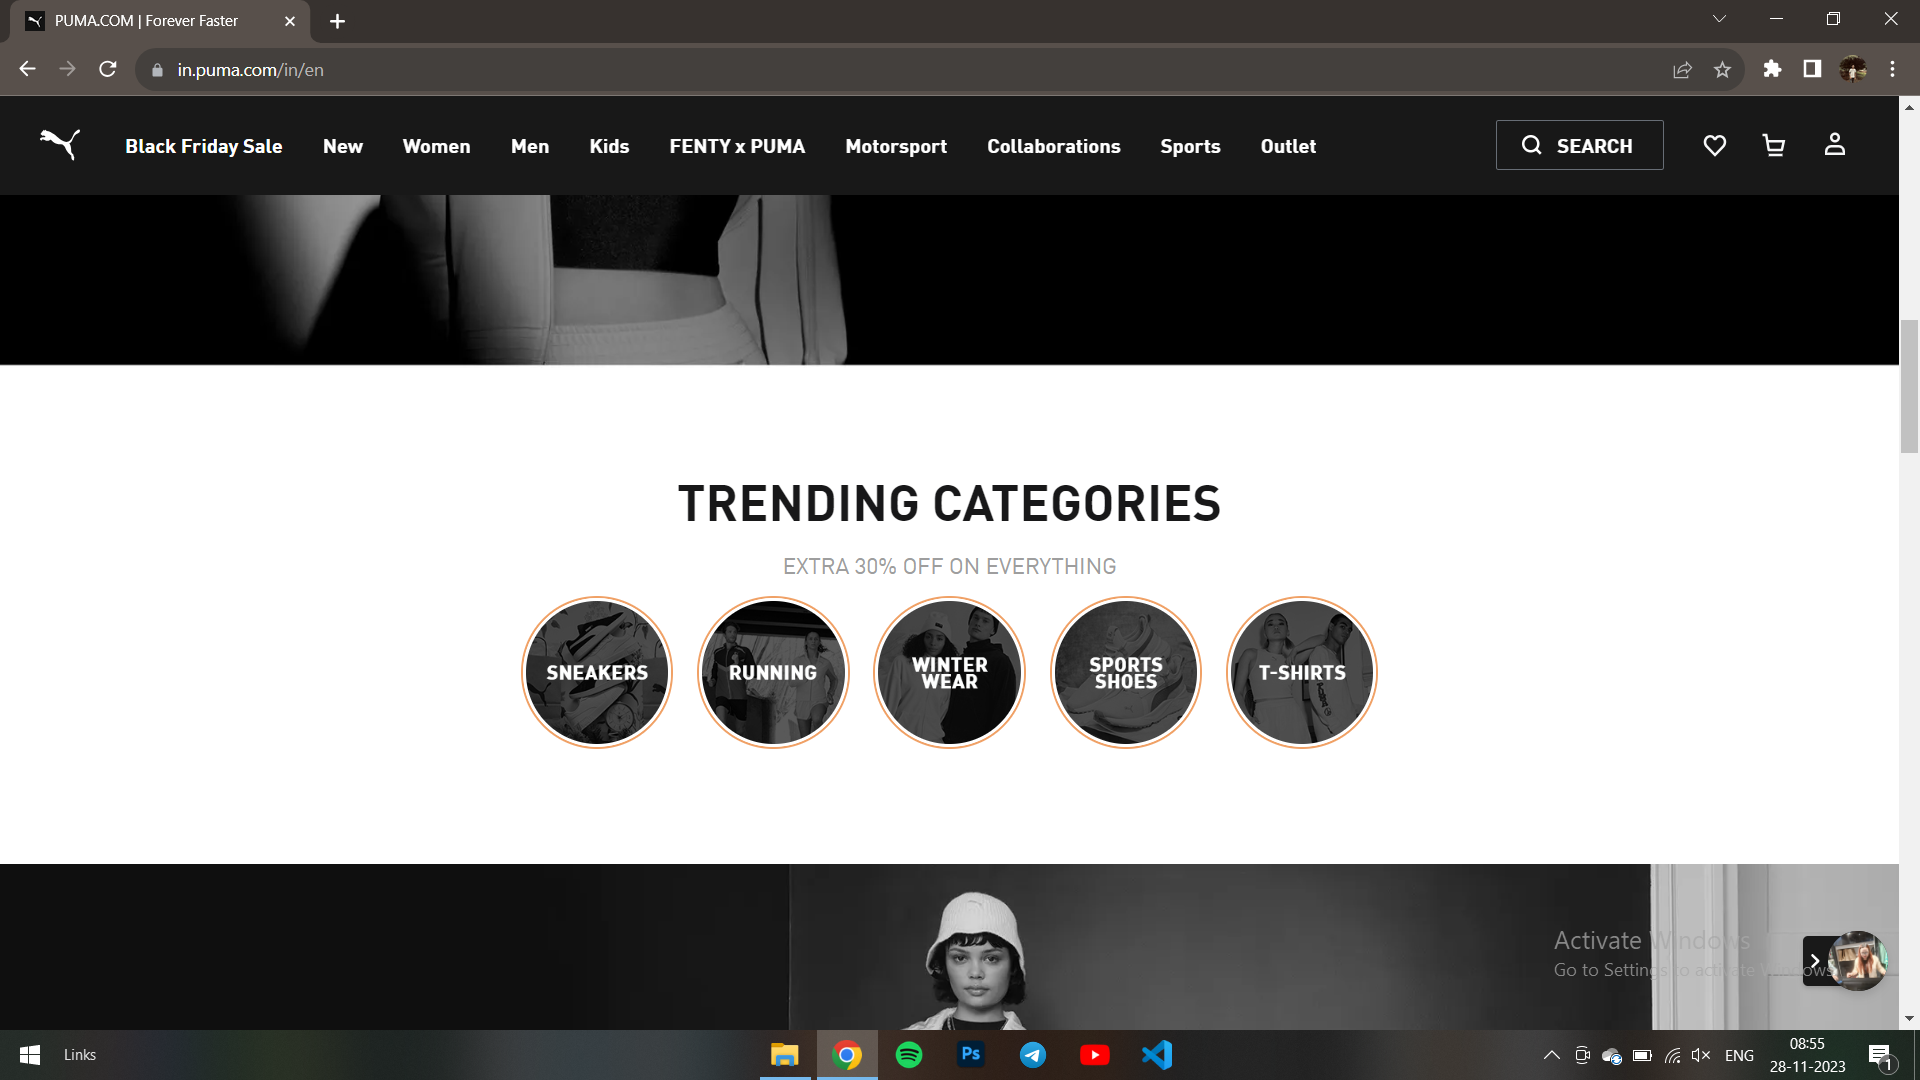 PUMA.COM | Forever Faster
in.puma.com/in/en
Black Friday Sale New Women Men Kids FENTY x PUMA Motorsport Collaborations Sports Outlet SEARCH
TRENDING CATEGORIES
EXTRA 30% OFF ON EVERYTHING
SNEAKERS
RUNNING
WINTER
WEAR
SPORTS
SHOES
T-SHIRTS
Activate Windows
Go to Settings to activate Windows
Links
Ps
ENG
08:55
28-11-2023
1